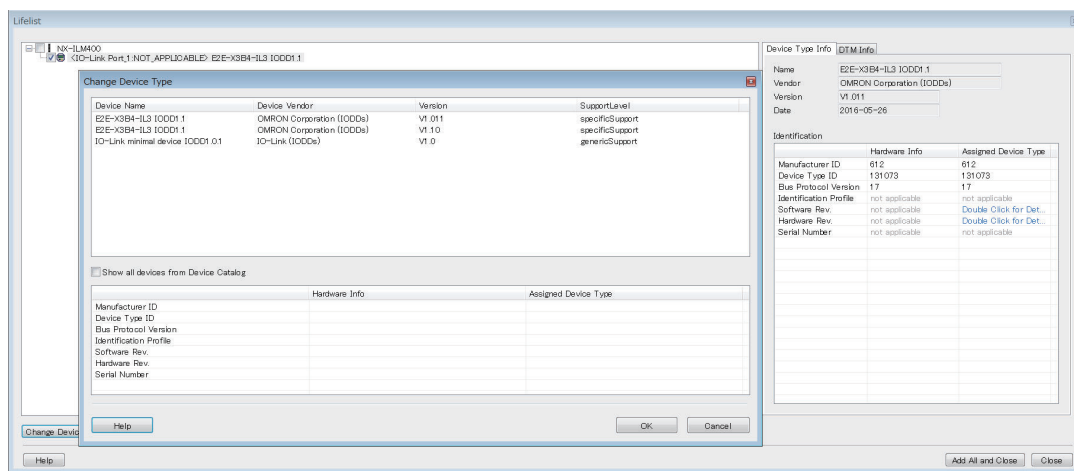 Lifelist
NX-ILM400
<IO-Link Port_1:NOT_APPLICABLE> E2E-X3B4-IL3 IODD1.1
Change Device Type
Device Name Device Vendor Version SupportLevel
E2E-X3B4-IL3 IODD1.1 OMRON Corporation (IODDs) V1.011 specificSupport
E2E-X3B4-IL3 IODD1.1 OMRON Corporation (IODDs) V1.10 specificSupport
IO-Link minimal device IODD1.0.1 IO-Link (IODDs) V1.0 genericSupport
Show all devices from Device Catalog
Hardware Info Assigned Device Type
Manufacturer ID
Device Type ID
Bus Protocol Version
Identification Profile
Software Rev.
Hardware Rev.
Serial Number
Help OK Cancel
Change Devic
Help
Device Type Info DTM Info
Name E2E-X3B4-IL3 IODD1.1
Vendor OMRON Corporation (IODDs)
Version V1.011
Date 2016-05-26
Identification
Hardware Info Assigned Device Type
Manufacturer ID 612 612
Device Type ID 131073 131073
Bus Protocol Version 17 17
Identification Profile not applicable not applicable
Software Rev. not applicable Double Click for Det...
Hardware Rev. not applicable Double Click for Det...
Serial Number not applicable not applicable
Add All and Close Close